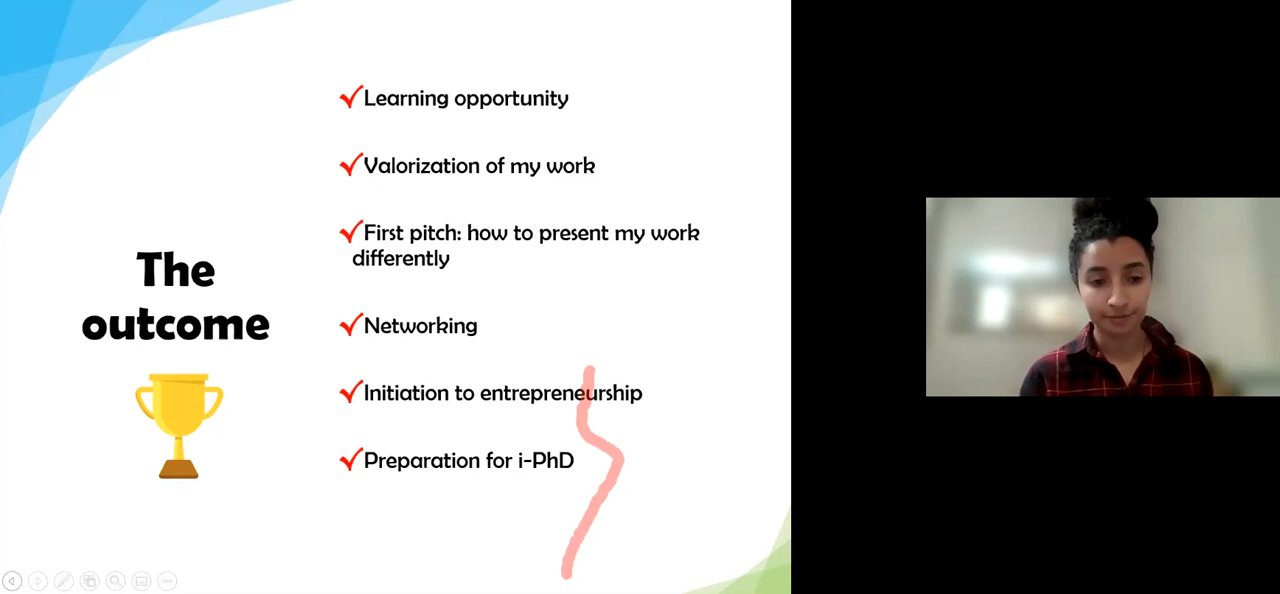 The
outcome
Learning opportunity
Valorization of my work
First pitch: how to present my work
differently
Networking
Initiation to entrepreneurship
Preparation for i-PhD